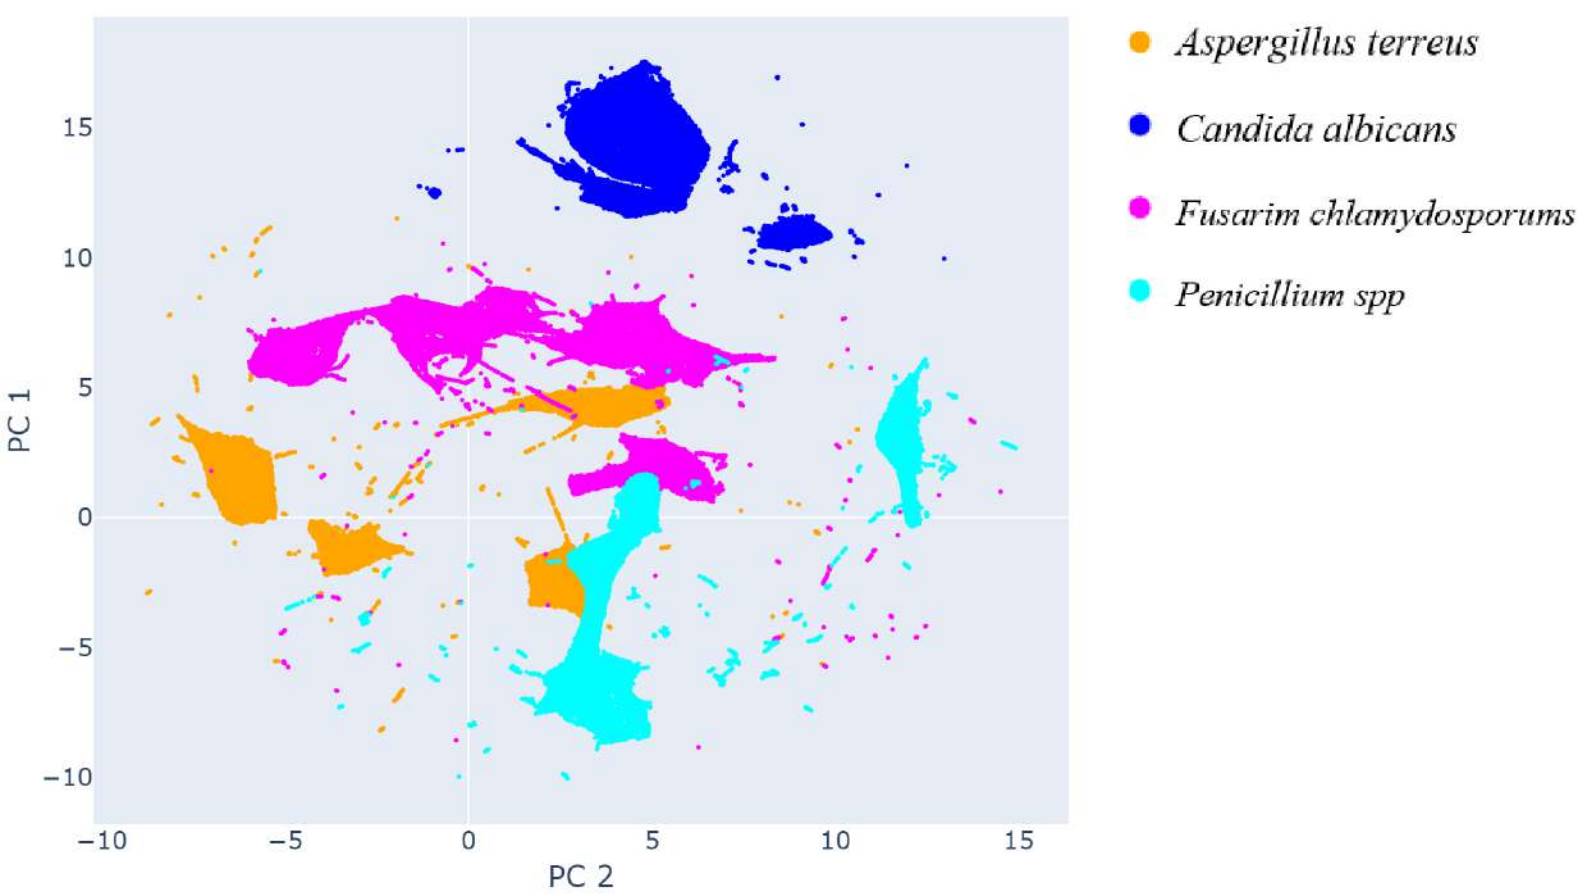 Aspergillus terreus
Candida albicans
Fusarim chlamydosporums
Penicillium spp
15
10
5
0
−5
−10
PC 1
−10 −5 0 5 10 15
PC 2